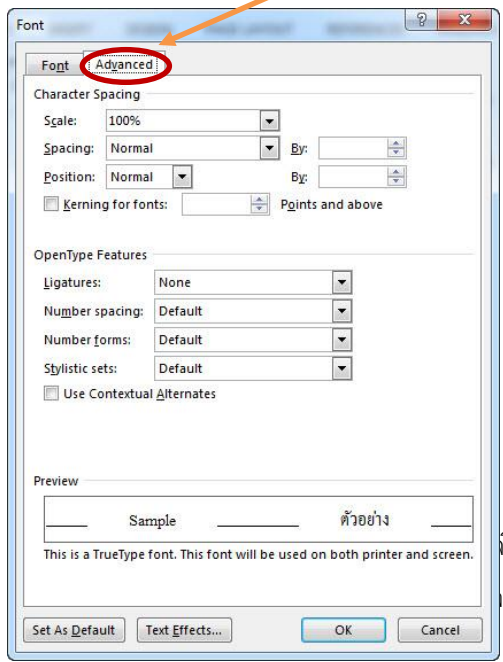 Font
Font Advanced
Character Spacing
Scale: 100%
Spacing: Normal By:
Position: Normal By:
Kerning for fonts: Points and above
OpenType Features
Ligatures: None
Number spacing: Default
Number forms: Default
Stylistic sets: Default
Use Contextual Alternates
Preview
Sample ตัวอย่าง
This is a TrueType font. This font will be used on both printer and screen.
Set As Default Text Effects... OK Cancel